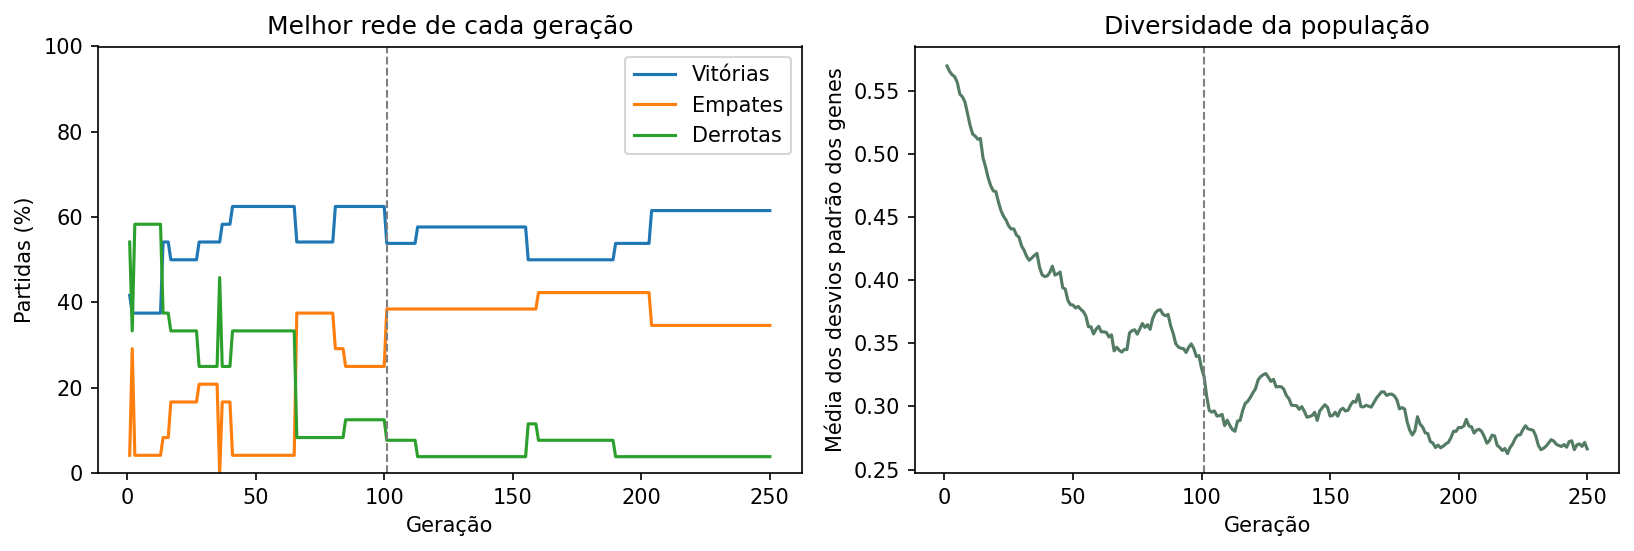 Melhor rede de cada geração
Partidas (%)
100
80
60
40
20
0
Vitórias
Empates
Derrotas
0 50 100 150 200 250
Geração
Diversidade da população
Média dos desvios padrão dos genes
0.55
0.50
0.45
0.40
0.35
0.30
0.25
0 50 100 150 200 250
Geração